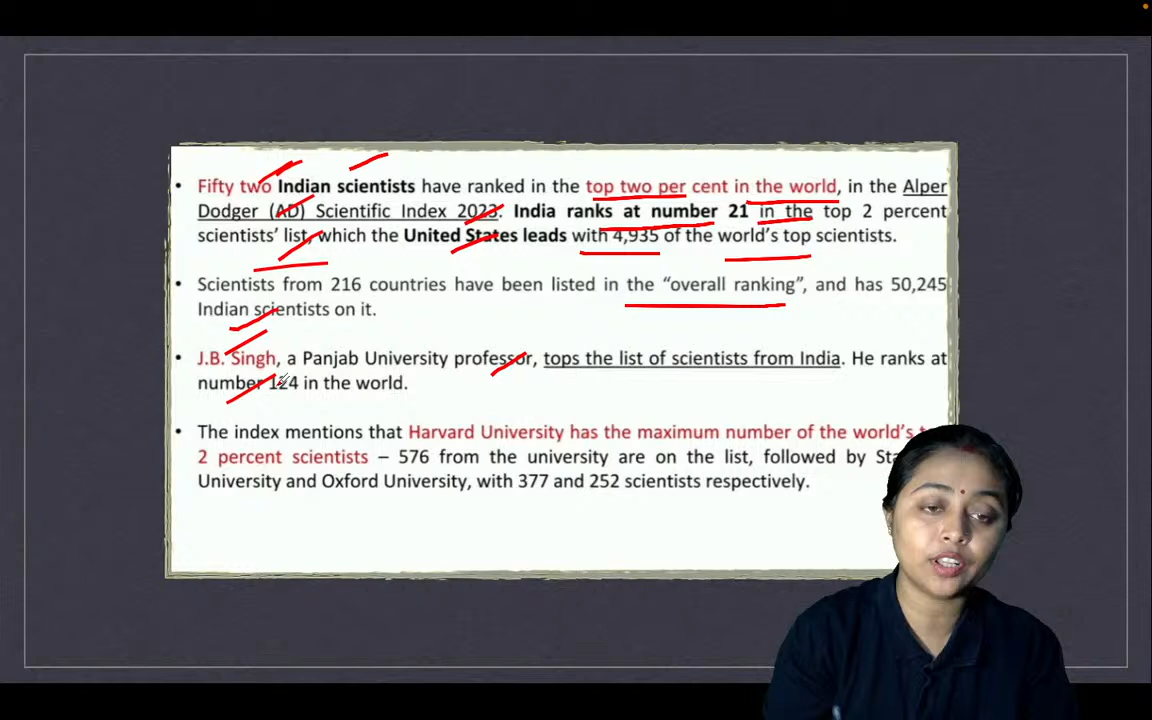 • Fifty two Indian scientists have ranked in the top two per cent in the world, in the Alper
Dodger (AD) Scientific Index 2023. India ranks at number 21 in the top 2 percent
scientists' list, which the United States leads with 4,935 of the world's top scientists.
• Scientists from 216 countries have been listed in the "overall ranking", and has 50,245
Indian scientists on it.
• J.B. Singh, a Panjab University professor, tops the list of scientists from India. He ranks at
number 124 in the world.
• The index mentions that Harvard University has the maximum number of the world's
2 percent scientists – 576 from the university are on the list, followed by
University and Oxford University, with 377 and 252 scientists respectively.